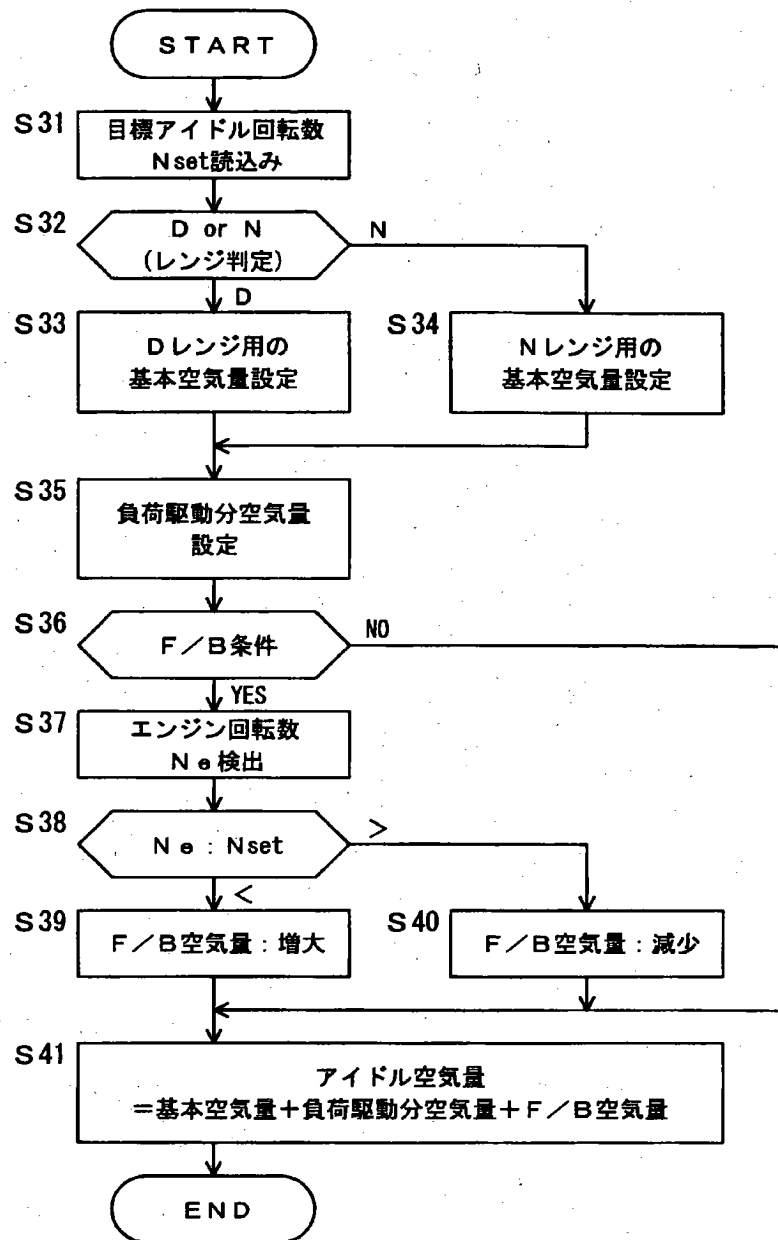 START
S31
目標アイドル回転数
Nset読込み
S32
D or N
(レンジ判定)
N
D
S33
Dレンジ用の
基本空気量設定
S34
Nレンジ用の
基本空気量設定
S35
負荷駆動分空気量
設定
S36
F/B条件
NO
YES
S37
エンジン回転数
Ne検出
S38
Ne:Nset
>
<
S39
F/B空気量:増大
S40
F/B空気量:減少
S41
アイドル空気量
=基本空気量+負荷駆動分空気量+F/B空気量
END